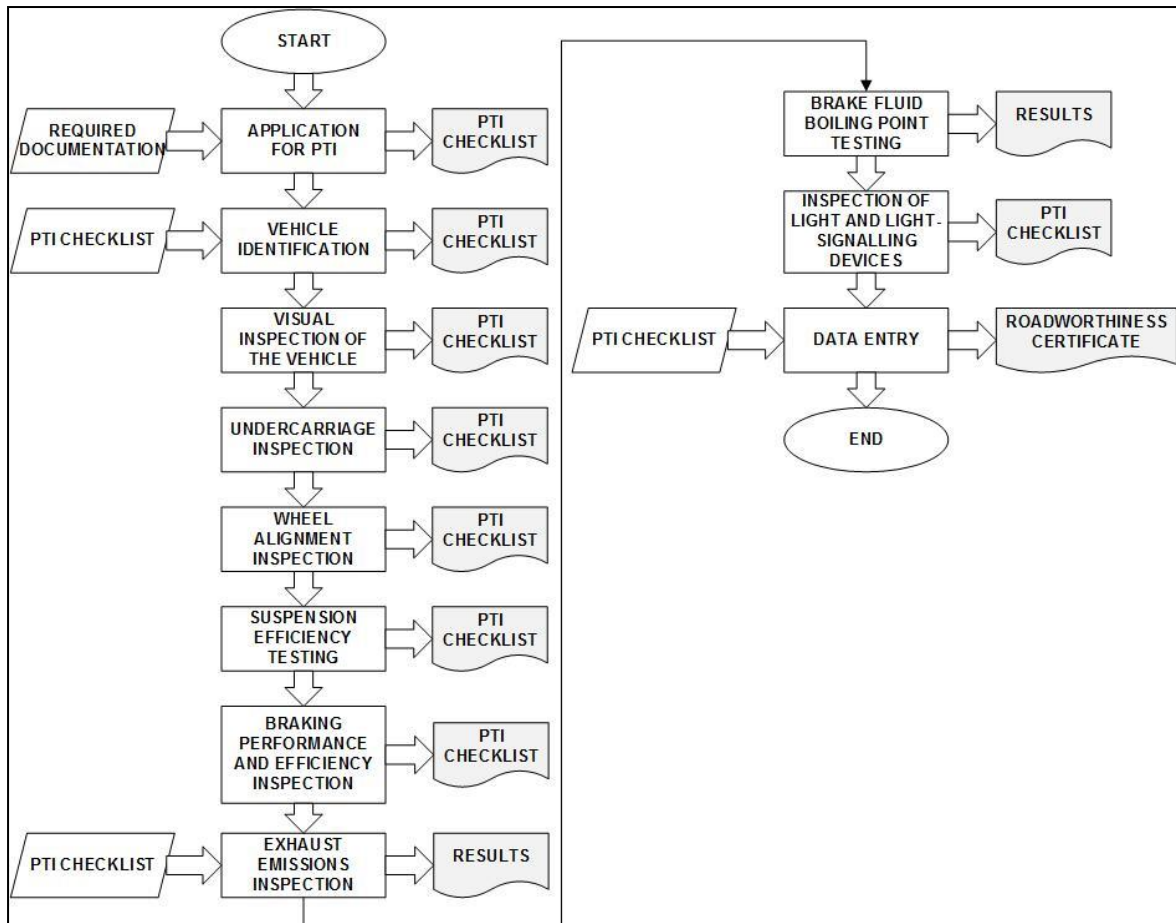 START
REQUIRED
DOCUMENTATION
APPLICATION
FOR PTI
PTI
CHECKLIST
PTI CHECKLIST
VEHICLE
IDENTIFICATION
PTI
CHECKLIST
VISUAL
INSPECTION OF
THE VEHICLE
PTI
CHECKLIST
UNDERCARRIAGE
INSPECTION
PTI
CHECKLIST
WHEEL
ALIGNMENT
INSPECTION
PTI
CHECKLIST
SUSPENSION
EFFICIENCY
TESTING
PTI
CHECKLIST
BRAKING
PERFORMANCE
AND EFFICIENCY
INSPECTION
PTI
CHECKLIST
PTI CHECKLIST
EXHAUST
EMISSIONS
INSPECTION
RESULTS
BRAKE FLUID
BOILING POINT
TESTING
RESULTS
INSPECTION OF
LIGHT AND LIGHT-
SIGNALLING
DEVICES
PTI
CHECKLIST
PTI CHECKLIST
DATA ENTRY
ROADWORTHINESS
CERTIFICATE
END